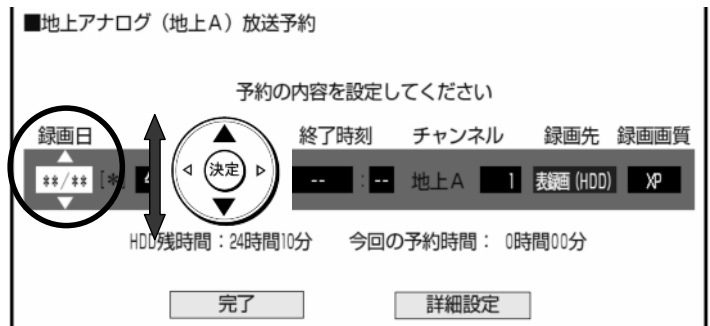 ■地上アナログ（地上A）放送予約
予約の内容を設定してください
録画日 終了時刻 チャンネル 録画先 録画画質
**/** [* 決定 -- : -- 地上A 1 録画(HDD) XP
HDD残時間：24時間10分 今回の予約時間： 0時間00分
完了 詳細設定